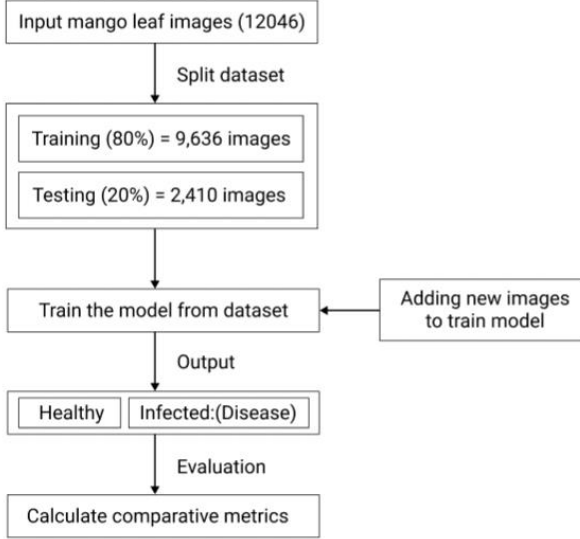 Input mango leaf images (12046)
Split dataset
Training (80%) = 9,636 images
Testing (20%) = 2,410 images
Train the model from dataset
Adding new images
to train model
Output
Healthy
Infected:(Disease)
Evaluation
Calculate comparative metrics